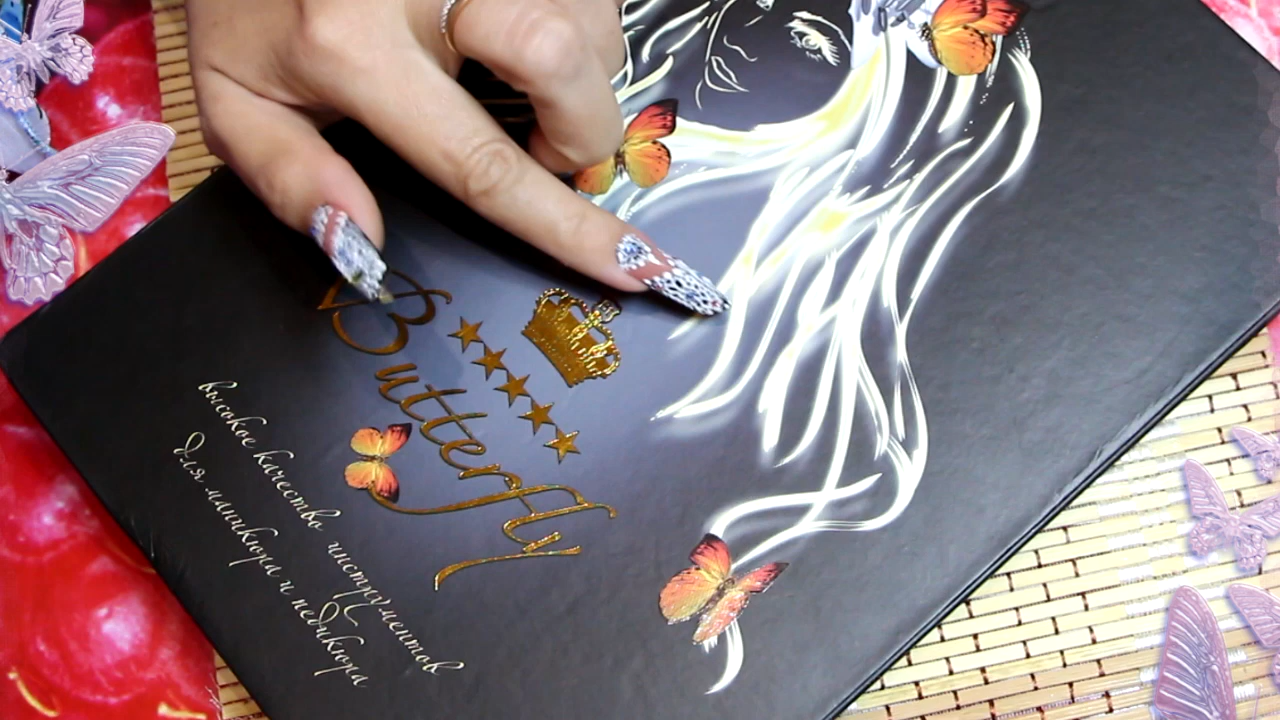 Butterfly
высокое качество инструментов
для маникюра и педикюра